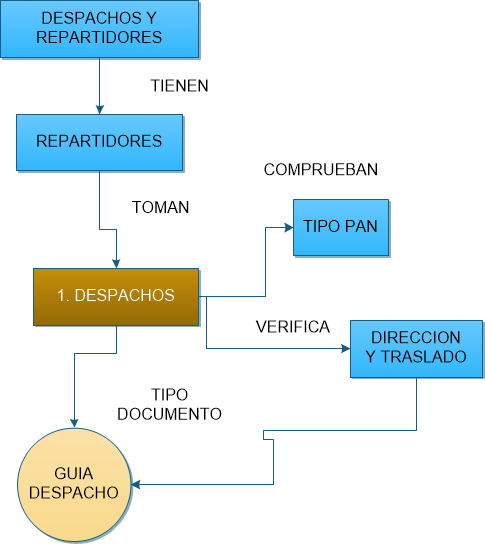 DESPACHOS Y
REPARTIDORES
TIENEN
REPARTIDORES
COMPRUEBAN
TOMAN
TIPO PAN
1. DESPACHOS
VERIFICA
DIRECCION
Y TRASLADO
TIPO
DOCUMENTO
GUIA
DESPACHO